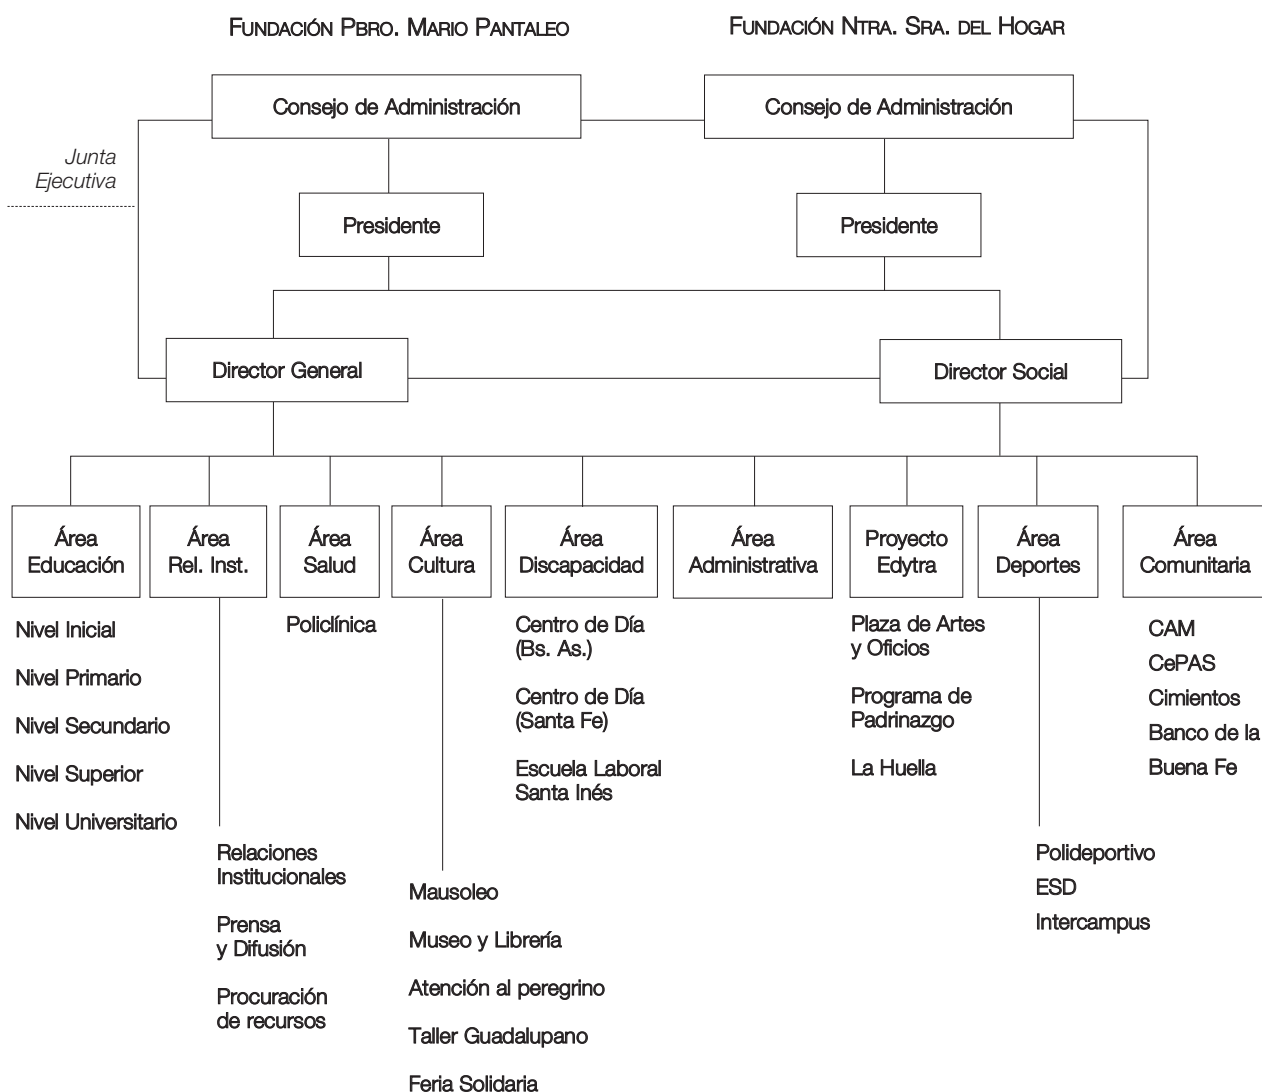 FUNDACIÓN PBRO. MARIO PANTALEO
FUNDACIÓN NTRA. SRA. DEL HOGAR
Consejo de Administración
Consejo de Administración
Junta
Ejecutiva
Presidente
Presidente
Director General
Director Social
Área
Educación
Área
Rel. Inst.
Área
Salud
Área
Cultura
Área
Discapacidad
Área
Administrativa
Proyecto
Edytra
Área
Deportes
Área
Comunitaria
Nivel Inicial
Nivel Primario
Nivel Secundario
Nivel Superior
Nivel Universitario
Relaciones
Institucionales
Prensa
y Difusión
Procuración
de recursos
Policlínica
Mausoleo
Museo y Librería
Atención al peregrino
Taller Guadalupano
Feria Solidaria
Centro de Día
(Bs. As.)
Centro de Día
(Santa Fe)
Escuela Laboral
Santa Inés
Plaza de Artes
y Oficios
Programa de
Padrinazgo
La Huella
Polideportivo
ESD
Intercampus
CAM
CePAS
Cimientos
Banco de la
Buena Fe